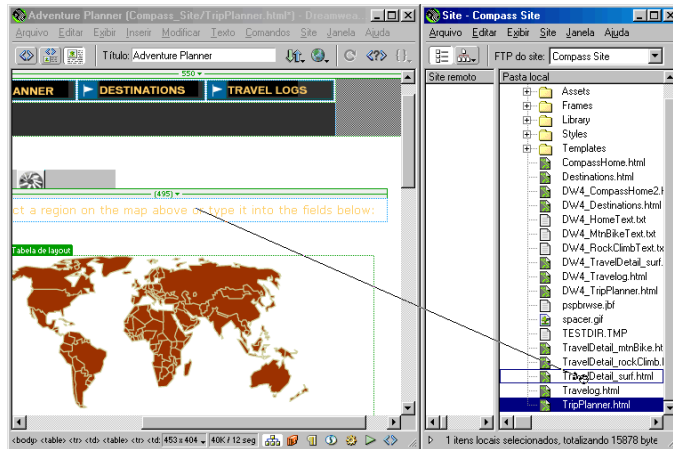 Adventure Planner (Compass_Site/TripPlanner.html*) - Dreamwea...
Arquivo Editar Exibir Inserir Modificar Texto Comandos Site Janela Ajuda
Título: Adventure Planner
550
ANNER DESTINATIONS TRAVEL LOGS
(495)
ct a region on the map above or type it into the fields below:
Tabela de layout
<body> <table> <tr> <td> <table> <tr> <td: 453 x 404 40K / 12 seg
Site - Compass Site
Arquivo Editar Exibir Site Janela Ajuda
FTP do site: Compass Site
Site remoto Pasta local
Assets
Frames
Library
Styles
Templates
CompassHome.html
Destinations.html
DW4_CompassHome2.h
DW4_Destinations.html
DW4_HomeText.txt
DW4_MtnBikeText.txt
DW4_RockClimbText.tx
DW4_TravelDetail_surf.
DW4_Travelog.html
DW4_TripPlanner.html
pspbrwse.jbf
spacer.gif
TESTDIR.TMP
TravelDetail_mtnBike.ht
TravelDetail_rockClimb.l
TravelDetail_surf.html
Travelog.html
TripPlanner.html
1 itens locais selecionados, totalizando 15878 byte